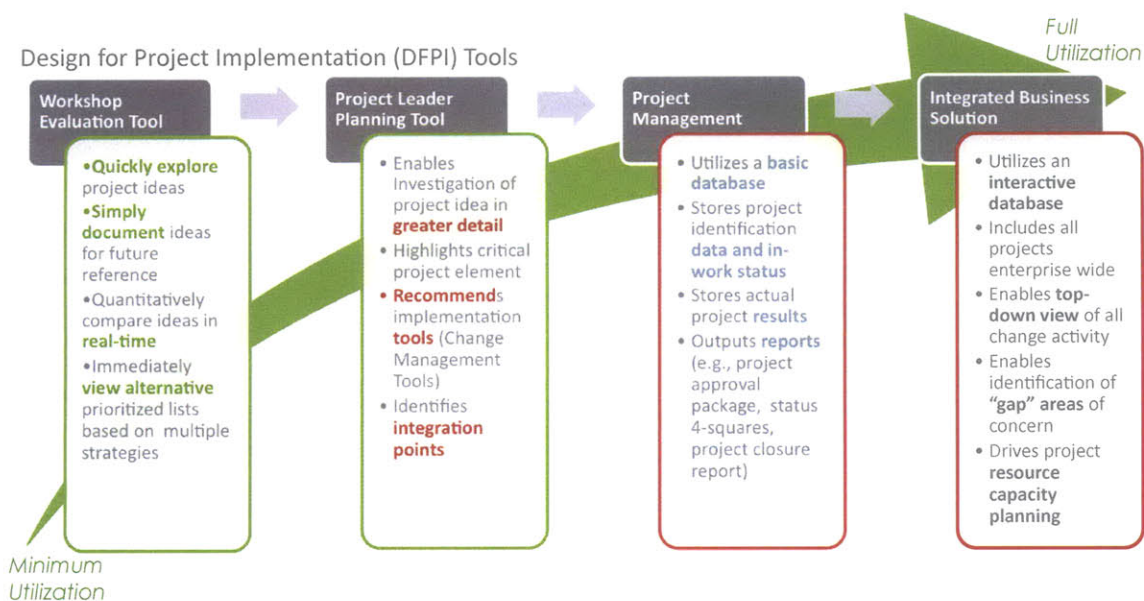 Full
Utilization
Design for Project Implementation (DFPI) Tools
Workshop
Evaluation Tool
•Quickly explore
project ideas
•Simply
document ideas
for future
reference
•Quantitatively
compare ideas in
real-time
•Immediately
view alternative
prioritized lists
based on multiple
strategies
Project Leader
Planning Tool
• Enables
Investigation of
project idea in
greater detail
• Highlights critical
project element
• Recommends
implementation
tools (Change
Management
Tools)
• Identifies
integration
points
Project
Management
• Utilizes a basic
database
• Stores project
identification
data and in-
work status
• Stores actual
project results
• Outputs reports
(e.g., project
approval
package, status
4-squares,
project closure
report)
Integrated Business
Solution
• Utilizes an
interactive
database
• Includes all
projects
enterprise wide
• Enables top-
down view of all
change activity
• Enables
identification of
“gap” areas of
concern
• Drives project
resource
capacity
planning
Minimum
Utilization